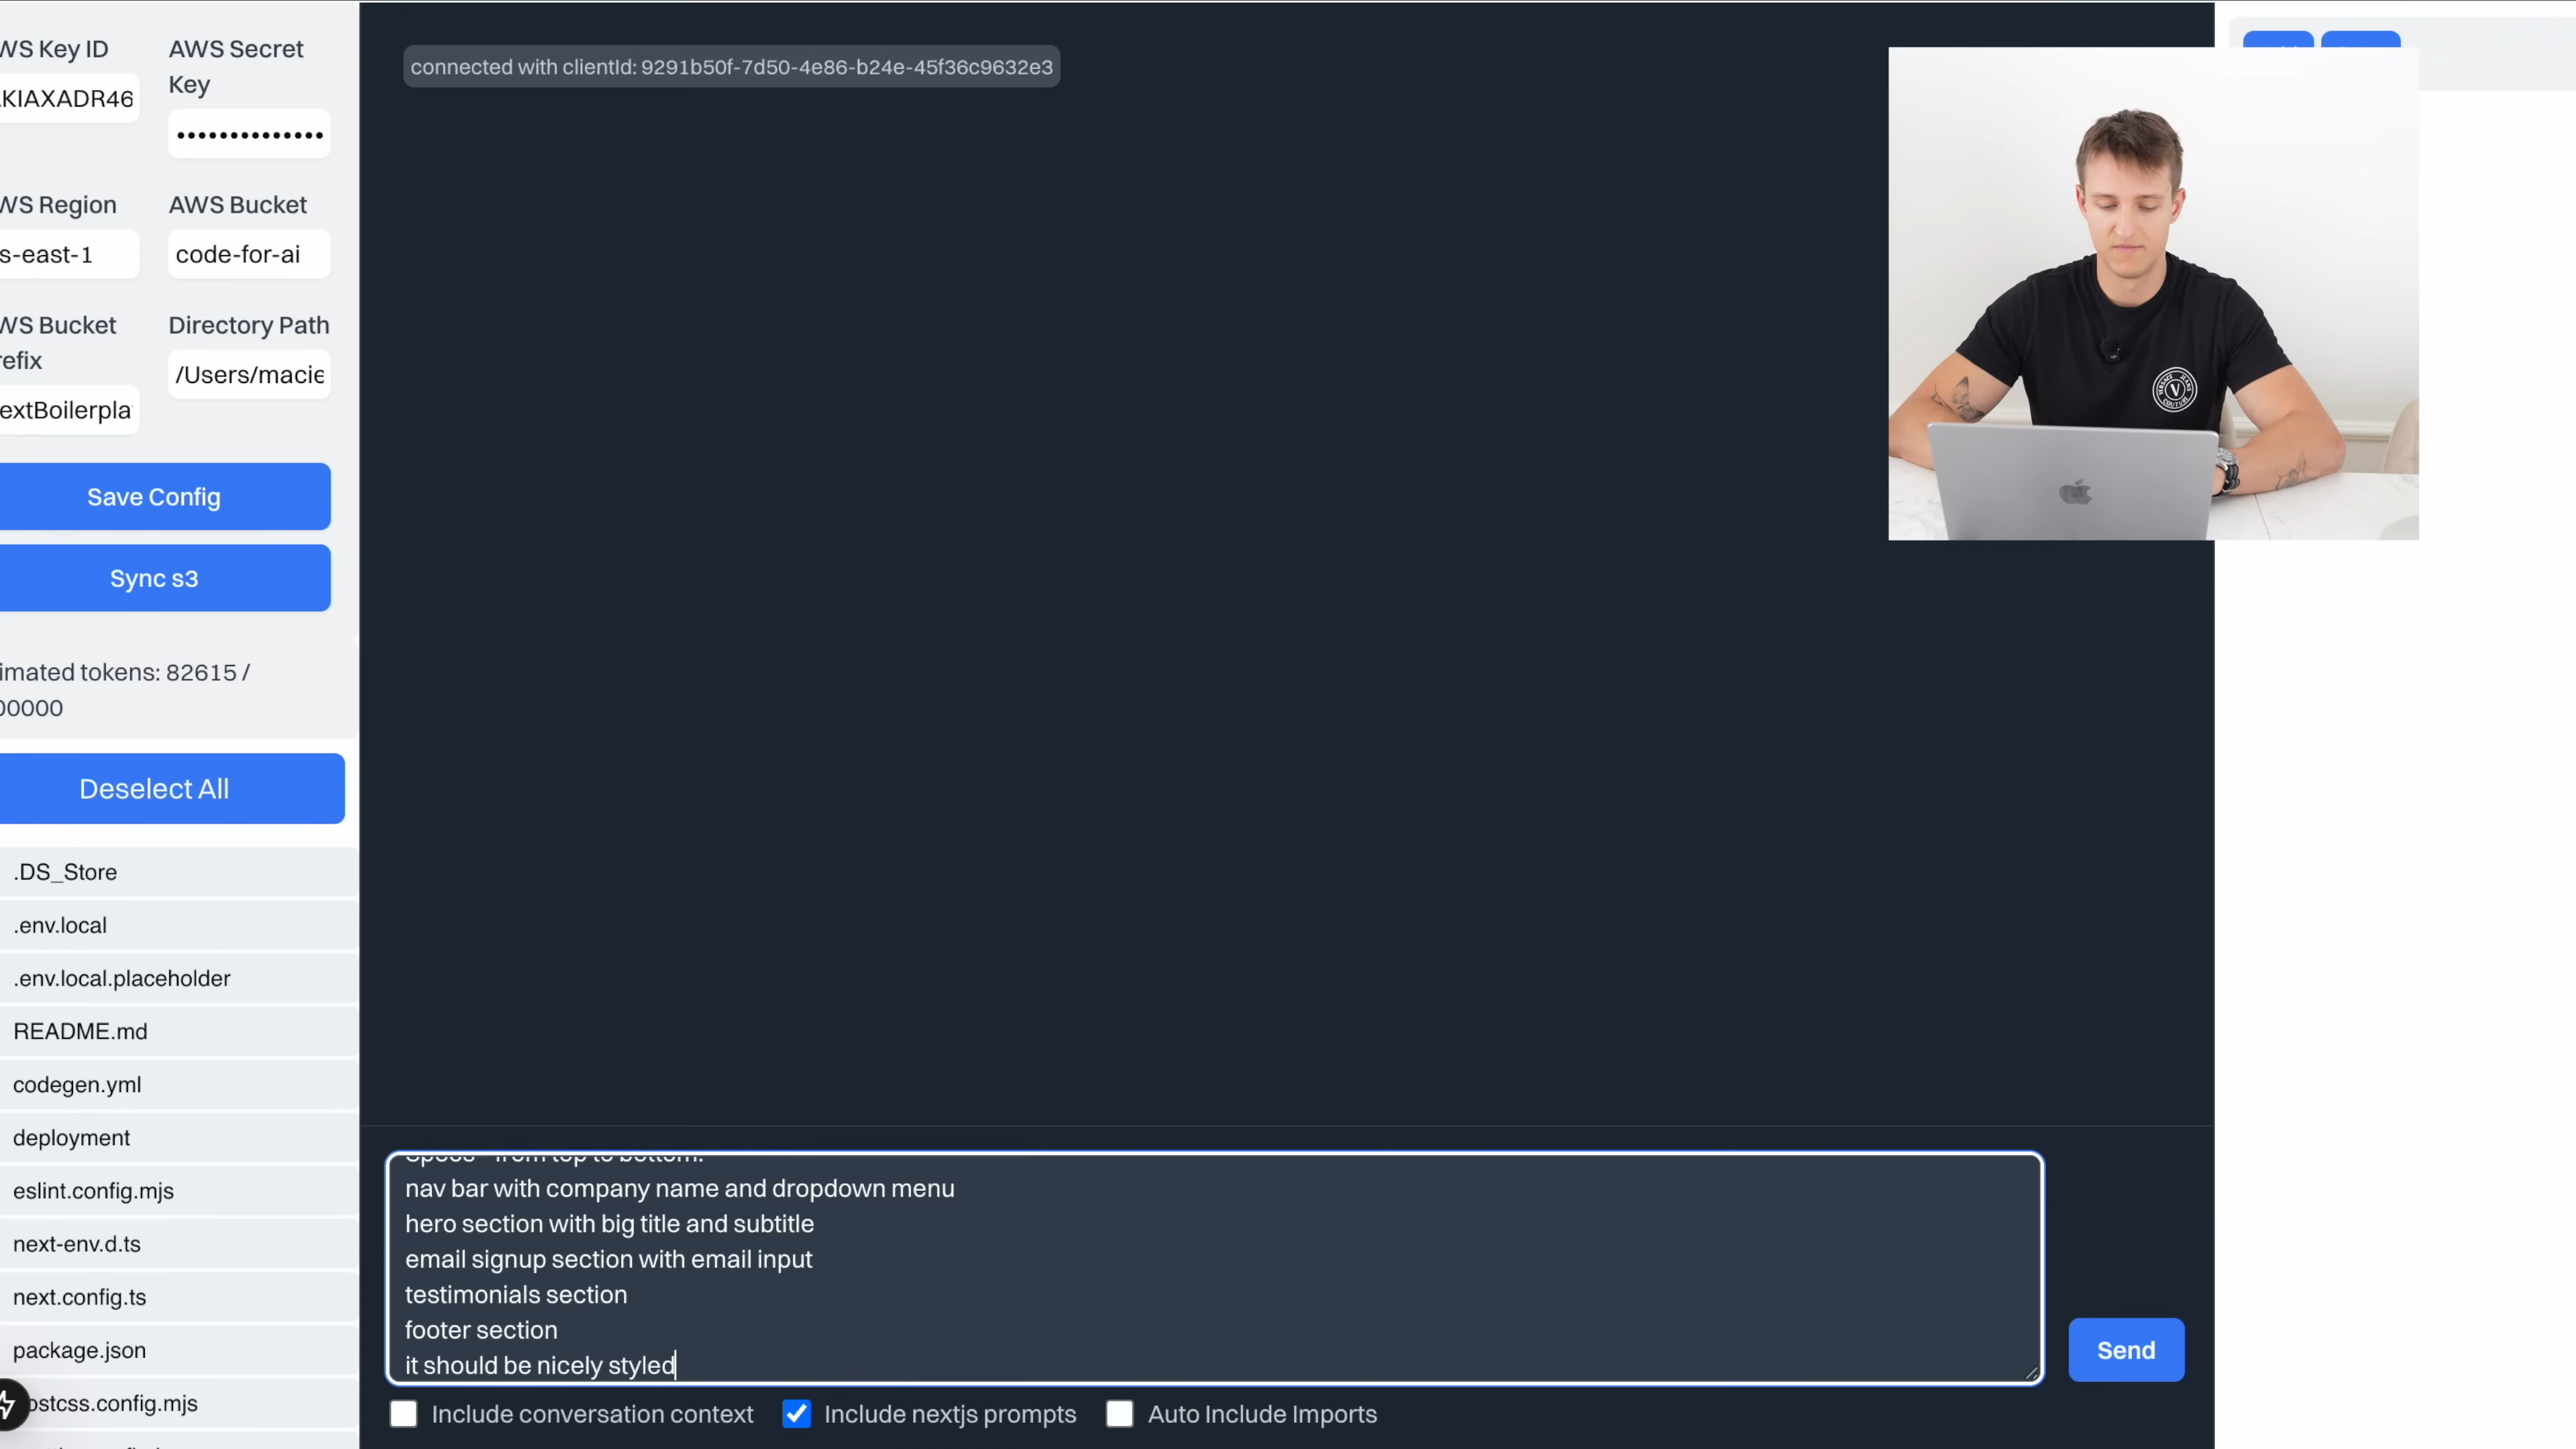 WS Key ID
AWS Secret
Key
KIAXADR46
••••••••••••••
WS Region
AWS Bucket
s-east-1
code-for-ai
WS Bucket
efix
Directory Path
extBoilerpla
/Users/macie
Save Config
Sync s3
imated tokens: 82615 /
00000
Deselect All
.DS_Store
.env.local
.env.local.placeholder
README.md
codegen.yml
deployment
eslint.config.mjs
next-env.d.ts
next.config.ts
package.json
ostcss.config.mjs
connected with clientId: 9291b50f-7d50-4e86-b24e-45f36c9632e3
VERSACE JEANS
V
COUTURE
nav bar with company name and dropdown menu
hero section with big title and subtitle
email signup section with email input
testimonials section
footer section
it should be nicely styled
Send
Include conversation context
Include nextjs prompts
Auto Include Imports